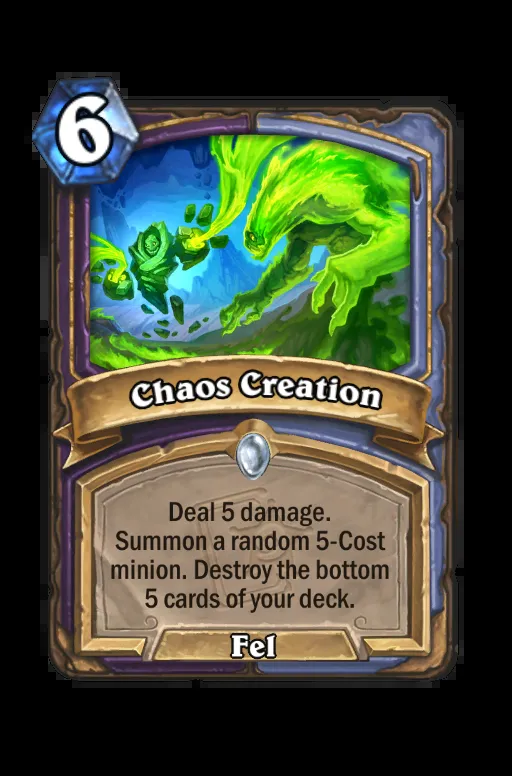 6
Chaos Creation
Deal 5 damage.
Summon a random 5-Cost
minion. Destroy the bottom
5 cards of your deck.
Fel